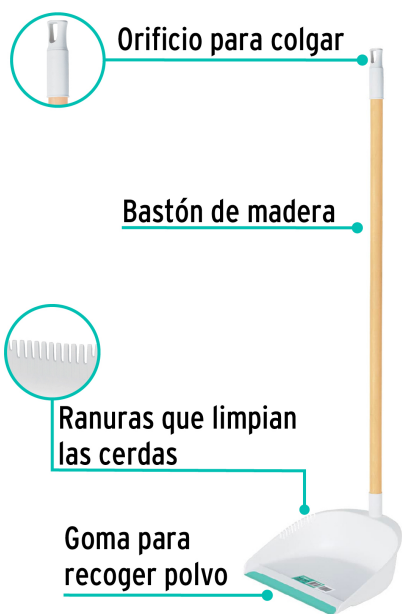 Orificio para colgar
Bastón de madera
Ranuras que limpian
las cerdas
Goma para
recoger polvo